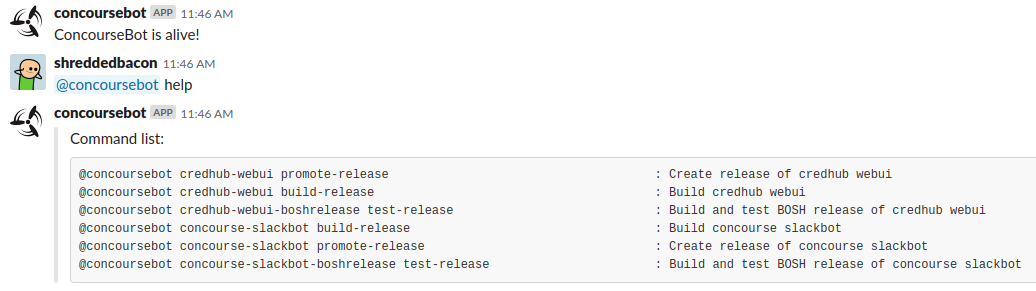 concoursebot APP 11:46 AM
ConcourseBot is alive!
shreddedbacon 11:46 AM
@concoursebot help
concoursebot APP 11:46 AM
Command list:
@concoursebot credhub-webui promote-release : Create release of credhub webui
@concoursebot credhub-webui build-release : Build credhub webui
@concoursebot credhub-webui-boshrelease test-release : Build and test BOSH release of credhub webui
@concoursebot concourse-slackbot build-release : Build concourse slackbot
@concoursebot concourse-slackbot promote-release : Create release of concourse slackbot
@concoursebot concourse-slackbot-boshrelease test-release : Build and test BOSH release of concourse slackbot